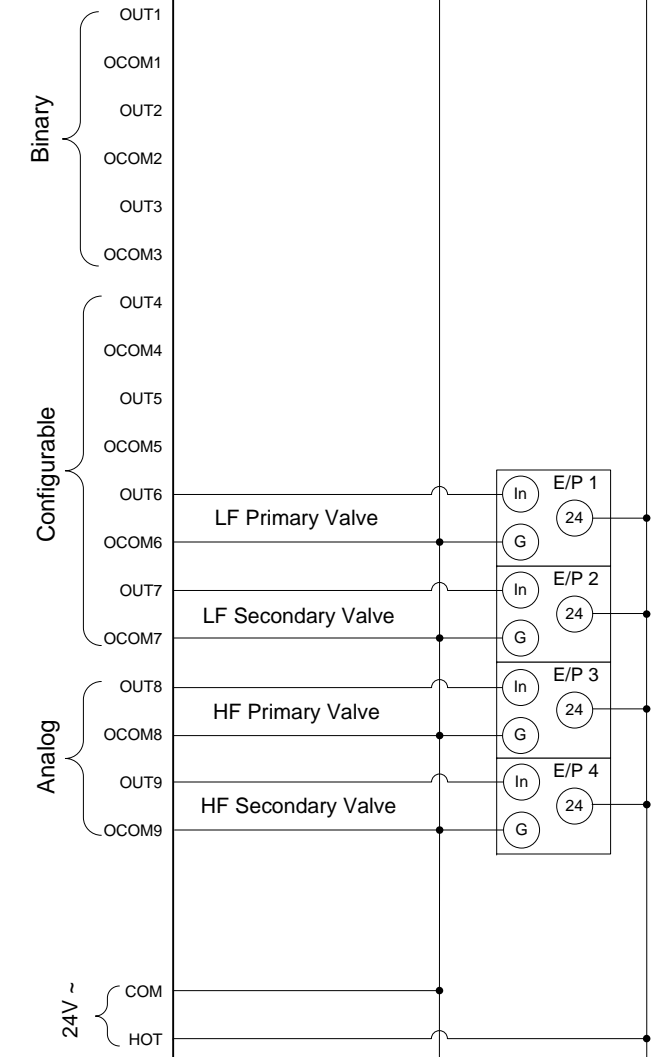 Binary
OUT1
OCOM1
OUT2
OCOM2
OUT3
OCOM3
Configurable
OUT4
OCOM4
OUT5
OCOM5
OUT6
OCOM6
OUT7
OCOM7
LF Primary Valve
LF Secondary Valve
Analog
OUT8
OCOM8
OUT9
OCOM9
HF Primary Valve
HF Secondary Valve
In
E/P 1
24
G
In
E/P 2
24
G
In
E/P 3
24
G
In
E/P 4
24
G
24V ~
COM
HOT